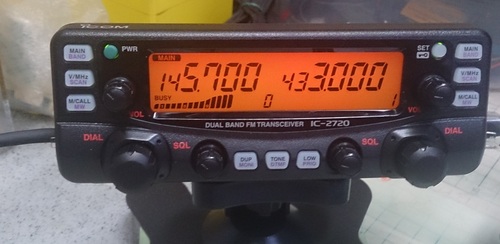 ICOM
MAIN BAND PWR SET MAIN BAND
MAIN
V/MHz SCAN 145.700 433.000 V/MHz SCAN
BUSY 0
M/CALL MW M/CALL MW
VOL VOL
DUAL BAND FM TRANSCEIVER IC-2720
DIAL SQL SQL DIAL
DUP MONI TONE DTMF LOW PRIO